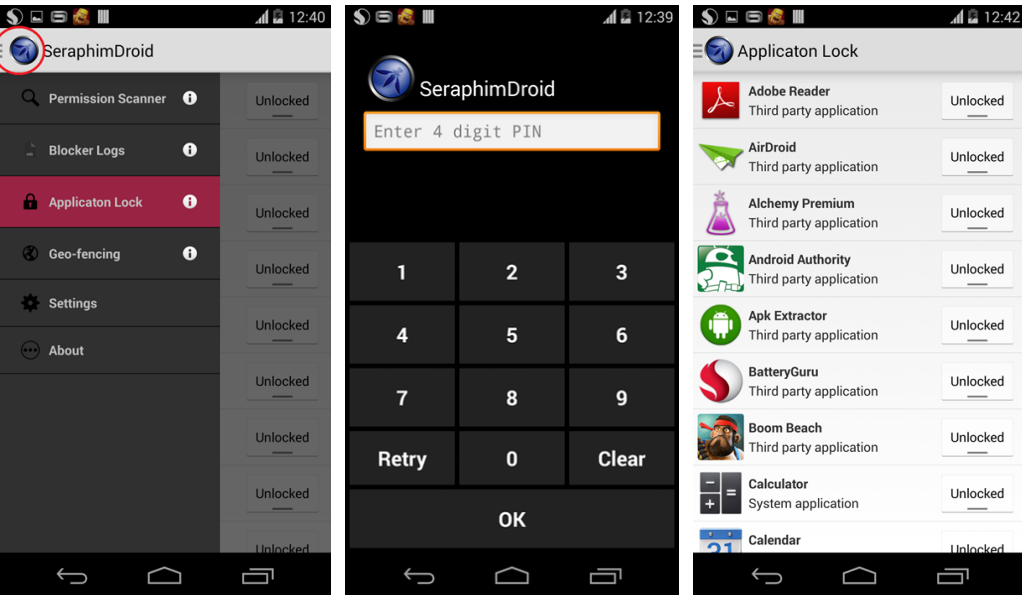 12:40
SeraphimDroid
Permission Scanner
Blocker Logs
Applicaton Lock
Geo-fencing
Settings
About
Unlocked
Unlocked
Unlocked
Unlocked
Unlocked
Unlocked
Unlocked
Unlocked
Unlocked
12:39
SeraphimDroid
Enter 4 digit PIN
1 2 3
4 5 6
7 8 9
Retry 0 Clear
OK
12:42
Applicaton Lock
Adobe Reader
Third party application
Unlocked
AirDroid
Third party application
Unlocked
Alchemy Premium
Third party application
Unlocked
Android Authority
Third party application
Unlocked
Apk Extractor
Third party application
Unlocked
BatteryGuru
Third party application
Unlocked
Boom Beach
Third party application
Unlocked
Calculator
System application
Unlocked
21
Calendar
Unlocked